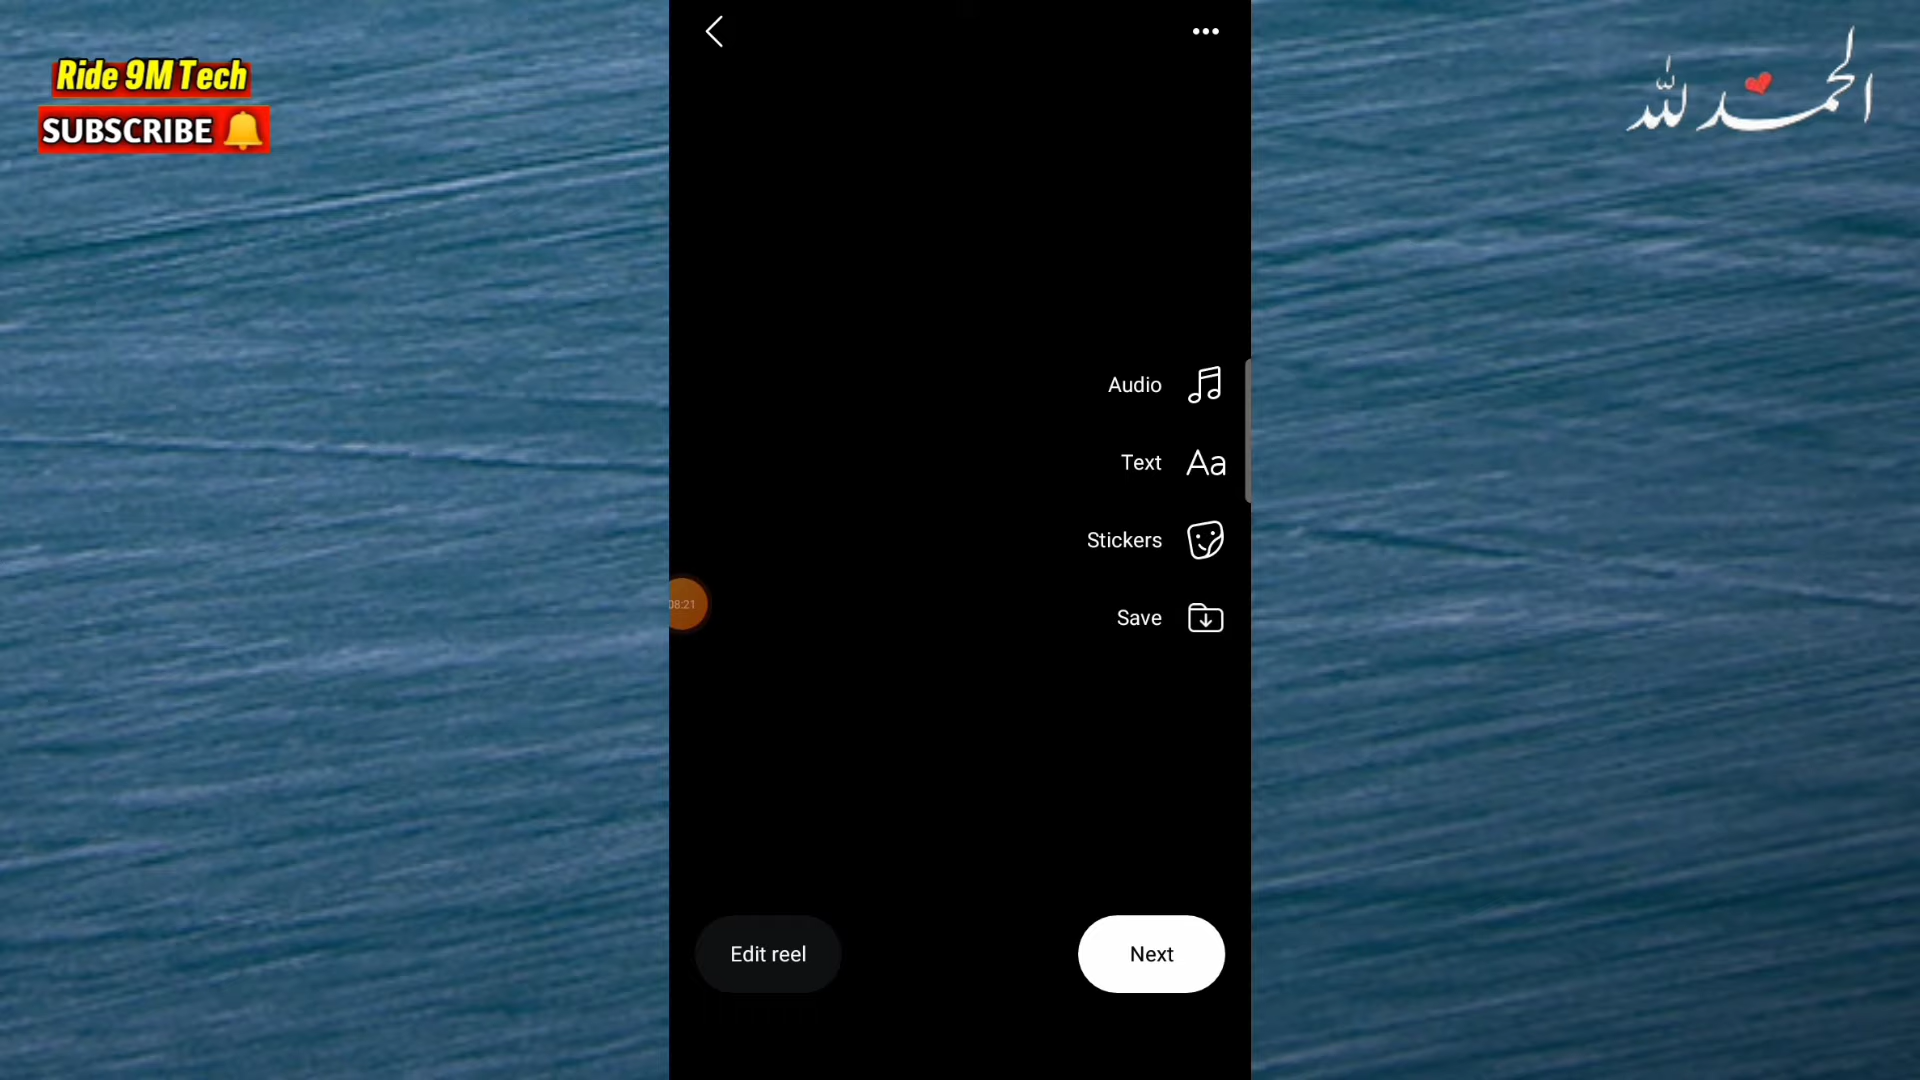 Ride 9M Tech
SUBSCRIBE
الحمد لله
Audio
Text
Aa
Stickers
08:21
Save
Edit reel
Next